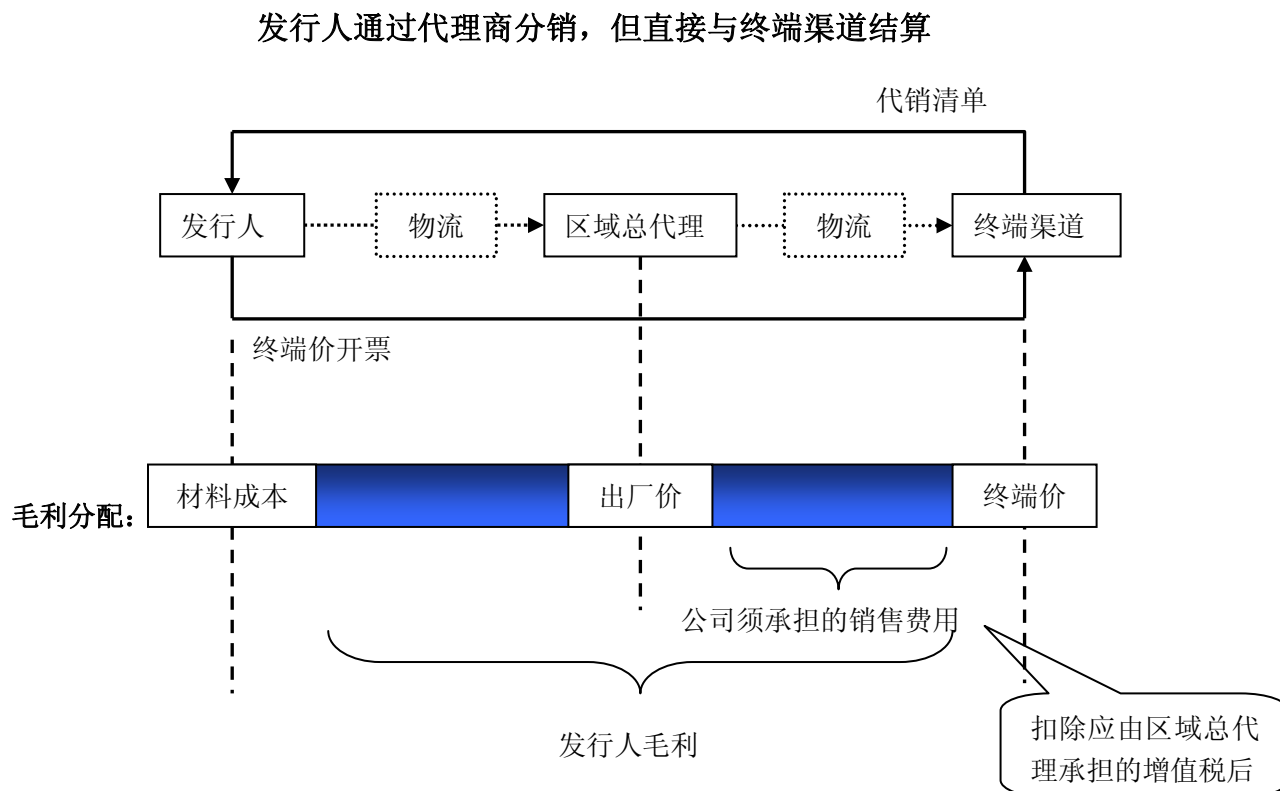 发行人通过代理商分销，但直接与终端渠道结算
代销清单
发行人
物流
区域总代理
物流
终端渠道
终端价开票
毛利分配：
材料成本
出厂价
终端价
公司须承担的销售费用
发行人毛利
扣除应由区域总代
理承担的增值税后